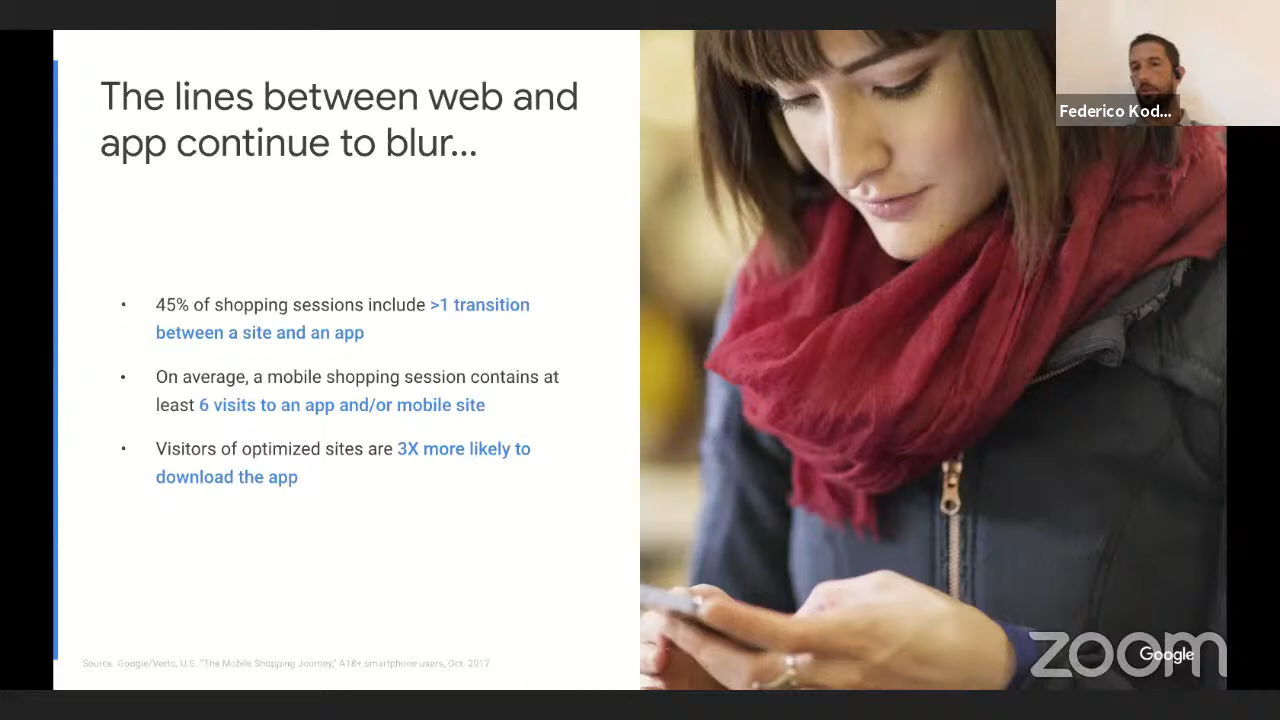 The lines between web and
app continue to blur...
• 45% of shopping sessions include >1 transition
between a site and an app
• On average, a mobile shopping session contains at
least 6 visits to an app and/or mobile site
• Visitors of optimized sites are 3X more likely to
download the app
Source: Google/Verto, U.S. "The Mobile Shopping Journey," A18+ smartphone users, Oct. 2017
Federico Kod...
Google
zoom